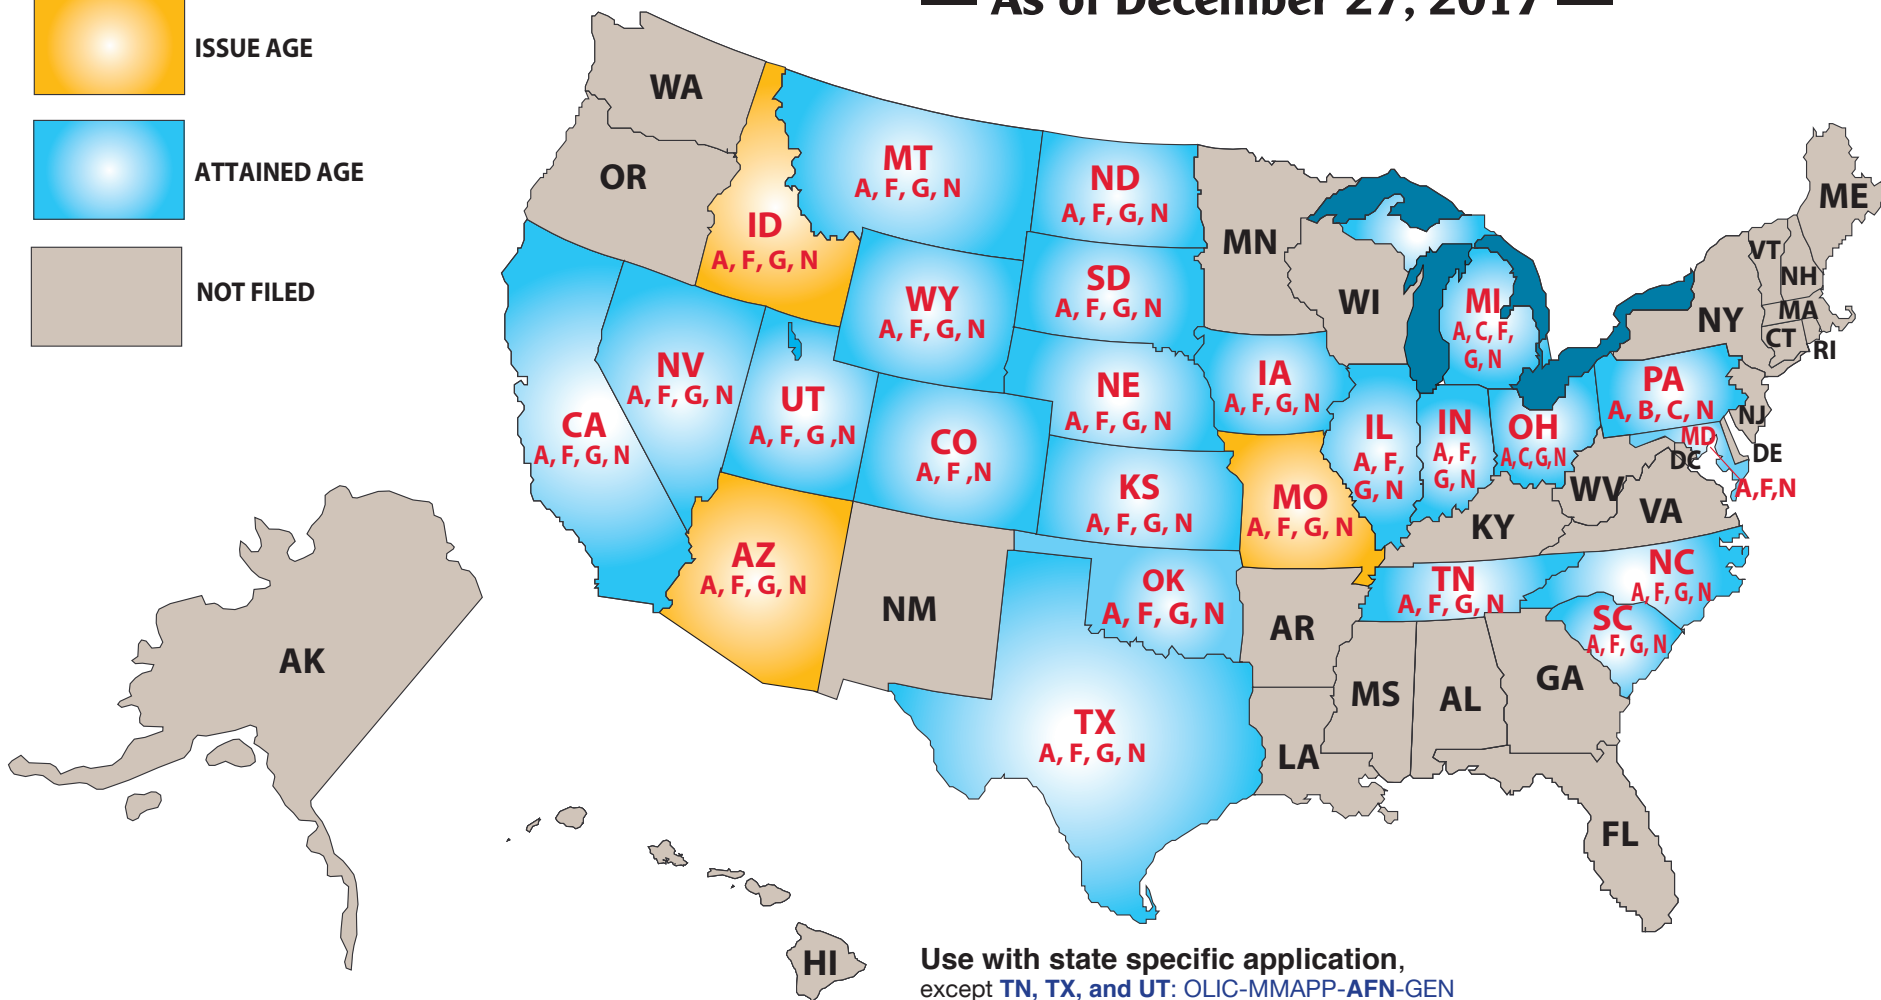 As of December 27, 2017
ISSUE AGE
ATTAINED AGE
NOT FILED
WA
OR
ID
A, F, G, N
MT
A, F, G, N
ND
A, F, G, N
SD
A, F, G, N
WY
A, F, G, N
MN
WI
MI
A, C, F,
G, N
ME
VT
NH
MA
NY
CT
RI
NV
A, F, G, N
UT
A, F, G ,N
CA
A, F, G, N
CO
A, F ,N
NE
A, F, G, N
IA
A, F, G, N
IL
A, F,
G, N
IN
A, F,
G, N
OH
A,C,G,N
PA
A, B, C, N
NJ
MD
DE
DC
A,F,N
KS
A, F, G, N
MO
A, F, G, N
WV
VA
KY
AZ
A, F, G, N
NM
OK
A, F, G, N
AR
TN
A, F, G, N
NC
A, F, G, N
SC
A, F, G, N
AK
TX
A, F, G, N
LA
MS
AL
GA
FL
HI
Use with state specific application,
except TN, TX, and UT: OLIC-MMAPP-AFN-GEN